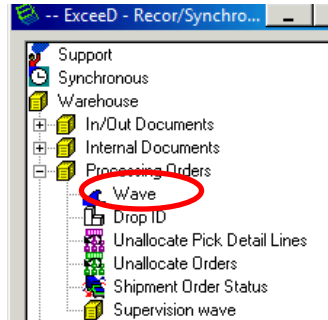 -- ExceeD - Recor/Synchro...
Support
Synchronous
Warehouse
In/Out Documents
Internal Documents
Processing Orders
Wave
Drop ID
Unallocate Pick Detail Lines
Unallocate Orders
Shipment Order Status
Supervision wave